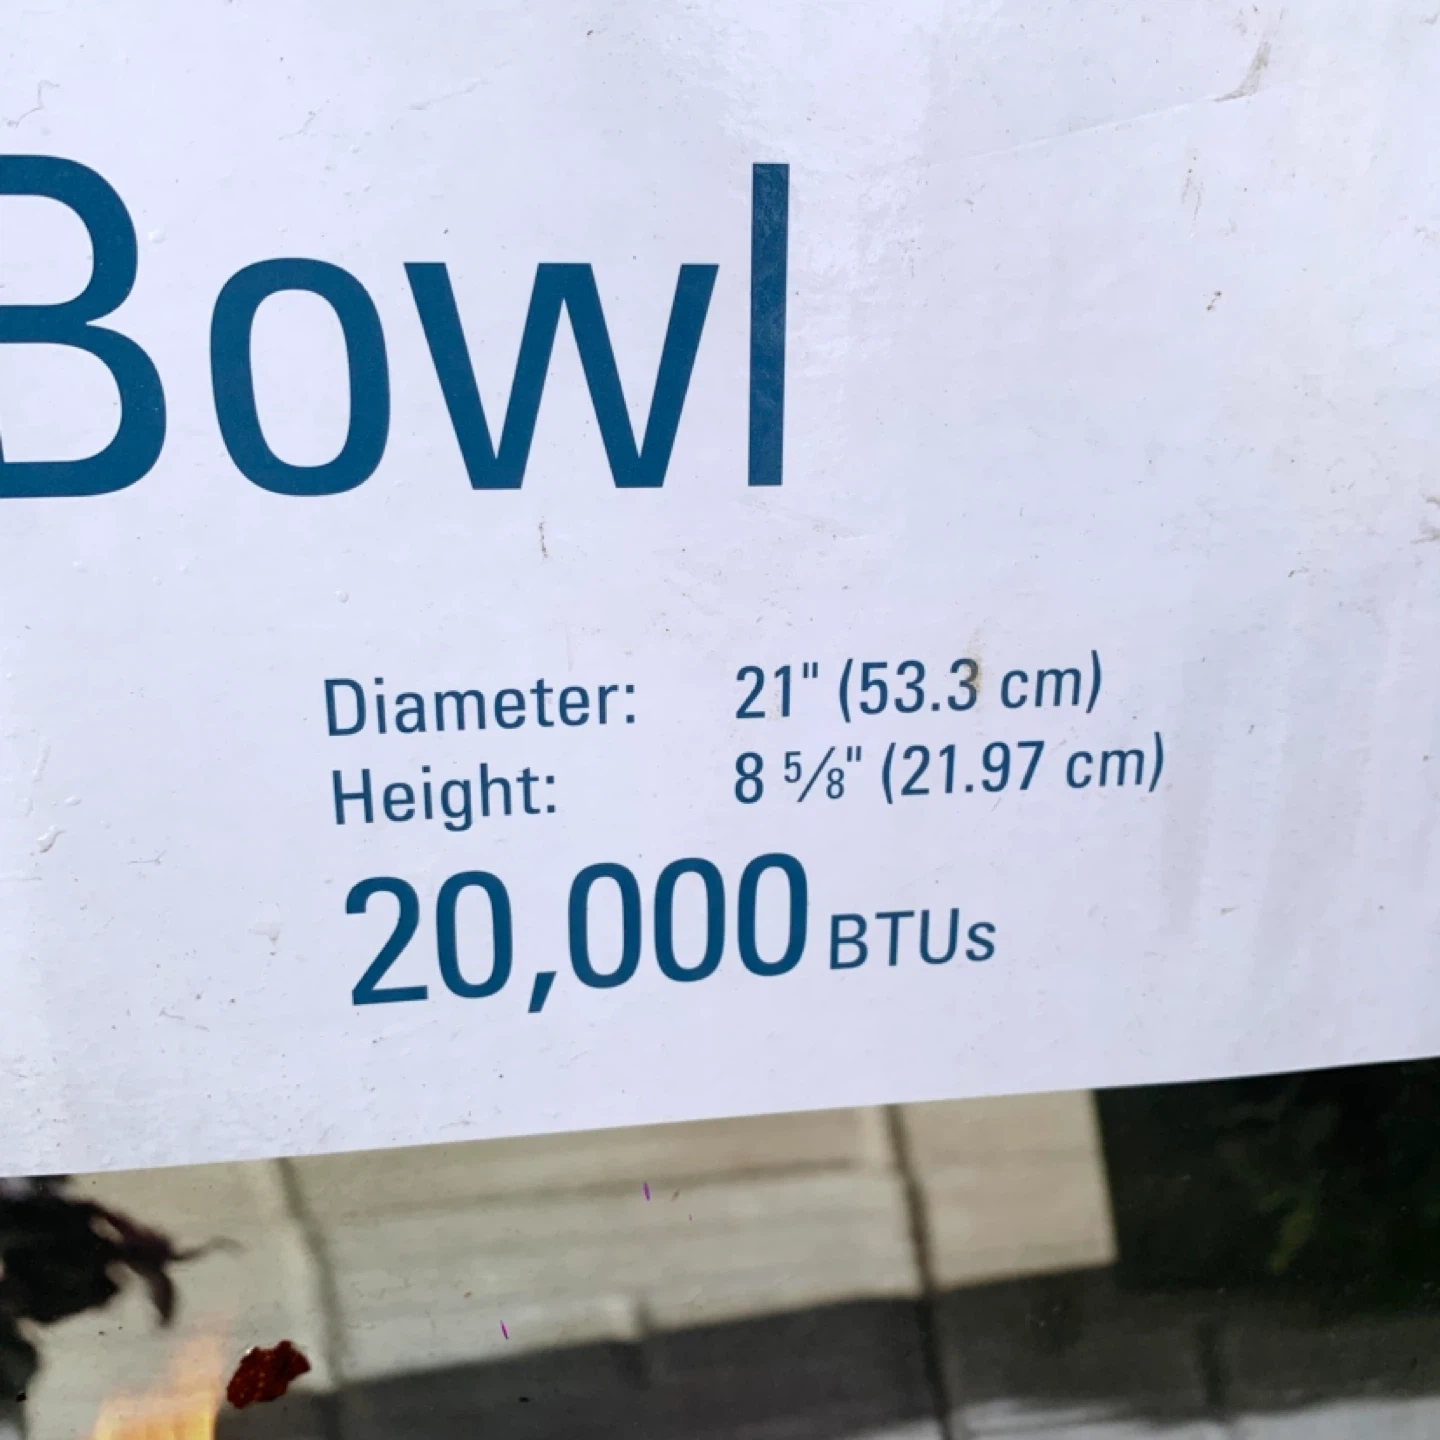 Bowl
Diameter: 21" (53.3 cm)
Height: 8 ⅝" (21.97 cm)
20,000 BTUs